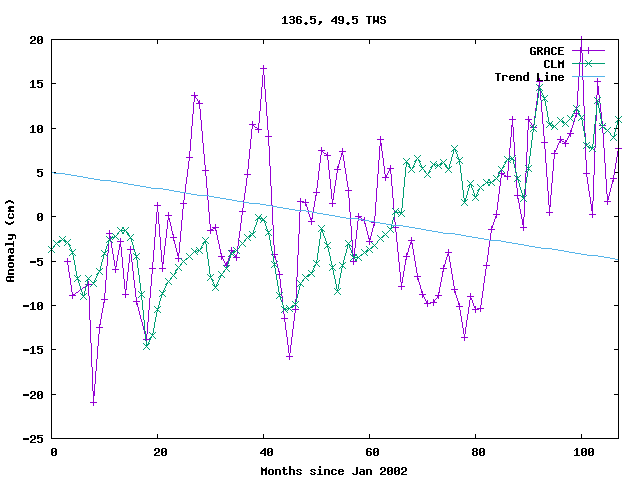 136.5, 49.5 TWS
GRACE
CLM
Trend Line
20
15
10
5
0
-5
-10
-15
-20
-25
Anomaly (cm)
0 20 40 60 80 100
Months since Jan 2002